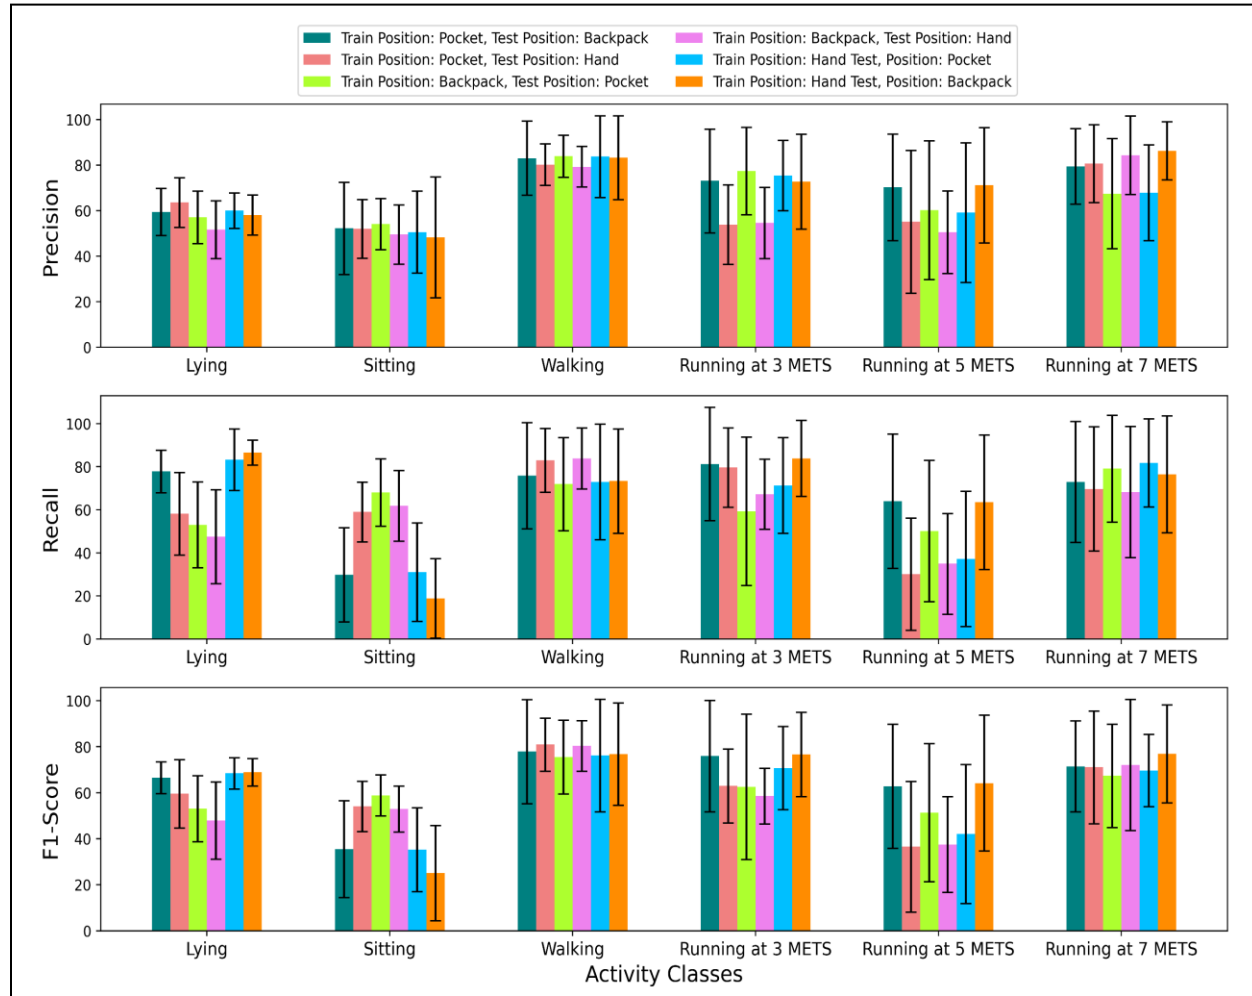 Train Position: Pocket, Test Position: Backpack
Train Position: Pocket, Test Position: Hand
Train Position: Backpack, Test Position: Pocket
Train Position: Backpack, Test Position: Hand
Train Position: Hand Test, Position: Pocket
Train Position: Hand Test, Position: Backpack
Precision
100
80
60
40
20
0
Lying Sitting Walking Running at 3 METS Running at 5 METS Running at 7 METS
Recall
100
80
60
40
20
0
Lying Sitting Walking Running at 3 METS Running at 5 METS Running at 7 METS
F1-Score
100
80
60
40
20
0
Lying Sitting Walking Running at 3 METS Running at 5 METS Running at 7 METS
Activity Classes